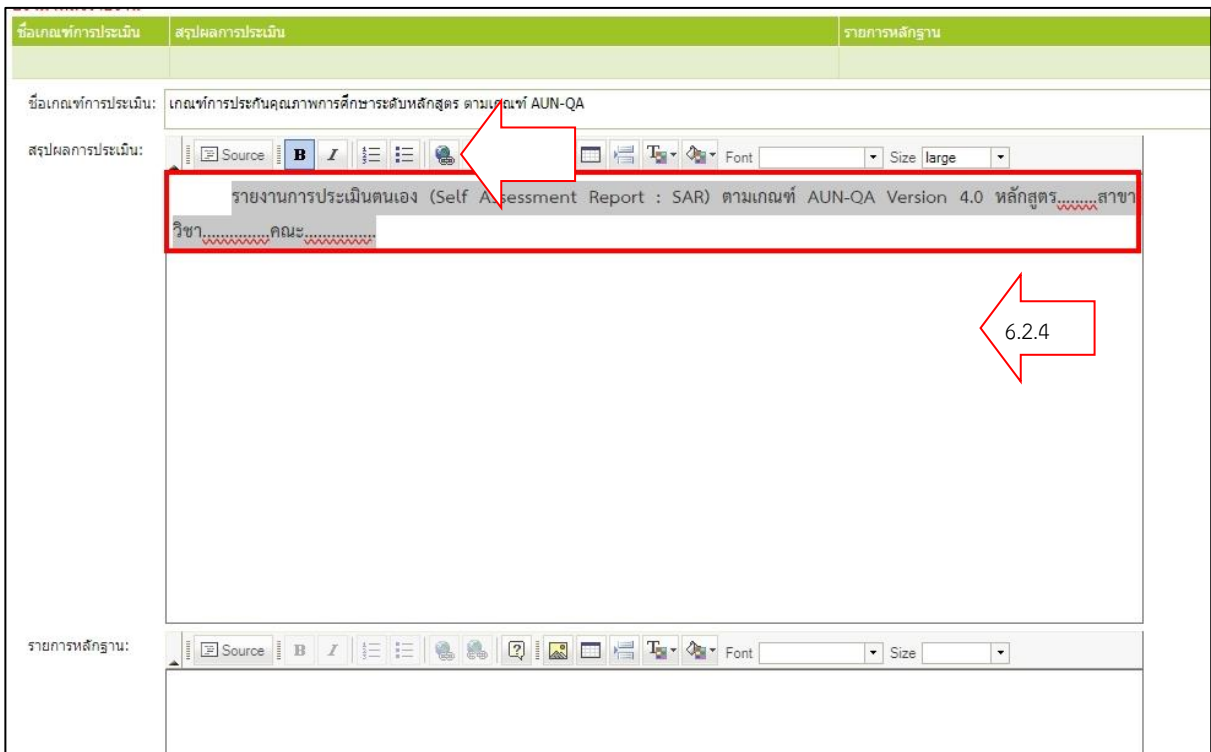 ชื่อเกณฑ์การประเมิน สรุปผลการประเมิน รายการหลักฐาน
ชื่อเกณฑ์การประเมิน: เกณฑ์การประกันคุณภาพการศึกษาระดับหลักสูตร ตามเกณฑ์ AUN-QA
สรุปผลการประเมิน: Source B I Font Size large
รายงานการประเมินตนเอง (Self Assessment Report : SAR) ตามเกณฑ์ AUN-QA Version 4.0 หลักสูตร.........สาขา
วิชา...............คณะ................
6.2.4
รายการหลักฐาน: Source B I Font Size